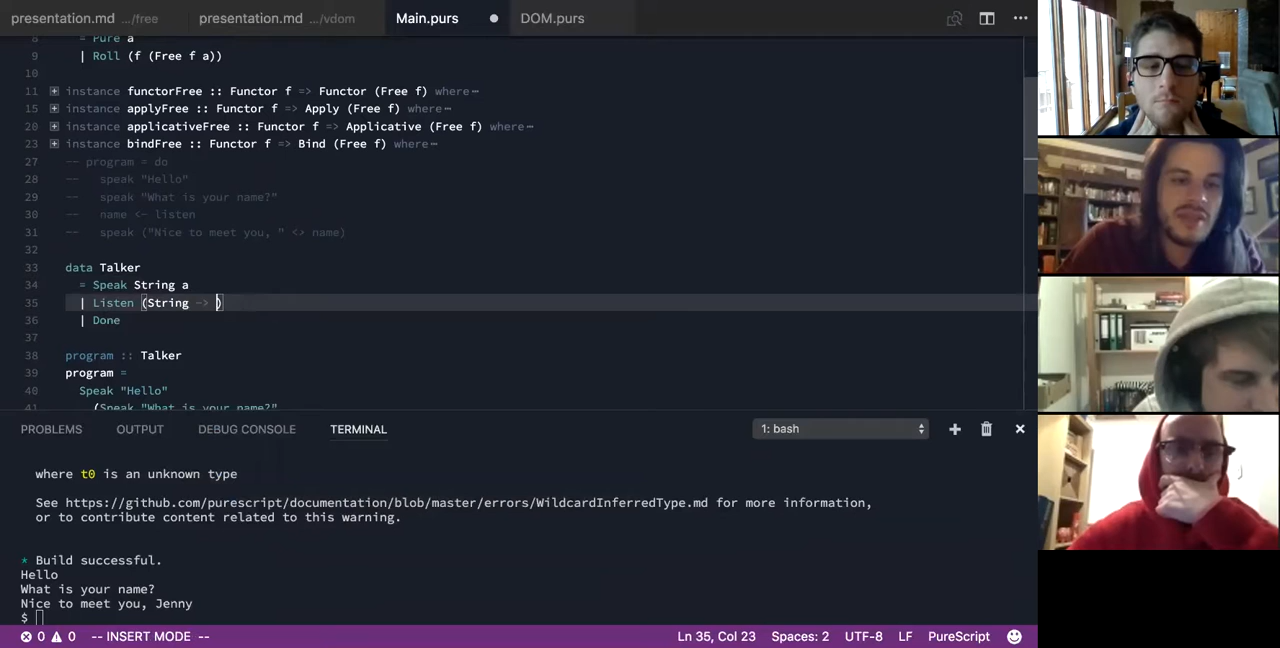 presentation.md .../free presentation.md .../vdom Main.purs DOM.purs
8 = Pure a
9 | Roll (f (Free f a))
10
11 instance functorFree :: Functor f => Functor (Free f) where
15 instance applyFree :: Functor f => Apply (Free f) where
20 instance applicativeFree :: Functor f => Applicative (Free f) where
23 instance bindFree :: Functor f => Bind (Free f) where
27 -- program = do
28 -- speak "Hello"
29 -- speak "What is your name?"
30 -- name <- listen
31 -- speak ("Nice to meet you, " <> name)
32
33 data Talker
34 = Speak String a
35 | Listen (String -> )
36 | Done
37
38 program :: Talker
39 program =
40 Speak "Hello"
41 (Speak "What is your name?"
PROBLEMS OUTPUT DEBUG CONSOLE TERMINAL 1: bash
where t0 is an unknown type
See https://github.com/purescript/documentation/blob/master/errors/WildcardInferredType.md for more information,
or to contribute content related to this warning.
* Build successful.
Hello
What is your name?
Nice to meet you, Jenny
$
0 0 -- INSERT MODE -- Ln 35, Col 23 Spaces: 2 UTF-8 LF PureScript